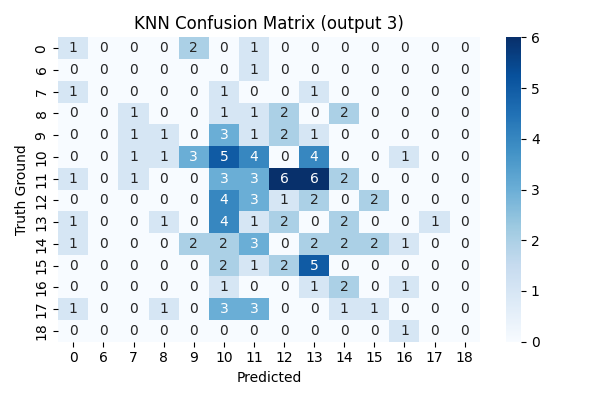 KNN Confusion Matrix (output 3)
Truth Ground
0 1 0 0 0 2 0 1 0 0 0 0 0 0 0
6 0 0 0 0 0 0 1 0 0 0 0 0 0 0
7 1 0 0 0 0 1 0 0 1 0 0 0 0 0
8 0 0 1 0 0 1 1 2 0 2 0 0 0 0
9 0 0 1 1 0 3 1 2 1 0 0 0 0 0
10 0 0 1 1 3 5 4 0 4 0 0 1 0 0
11 1 0 1 0 0 3 3 6 6 2 0 0 0 0
12 0 0 0 0 0 4 3 1 2 0 2 0 0 0
13 1 0 0 1 0 4 1 2 0 2 0 0 1 0
14 1 0 0 0 2 2 3 0 2 2 2 1 0 0
15 0 0 0 0 0 2 1 2 5 0 0 0 0 0
16 0 0 0 0 0 1 0 0 1 2 0 1 0 0
17 1 0 0 1 0 3 3 0 0 1 1 0 0 0
18 0 0 0 0 0 0 0 0 0 0 0 1 0 0
0 6 7 8 9 10 11 12 13 14 15 16 17 18
Predicted
6
5
4
3
2
1
0